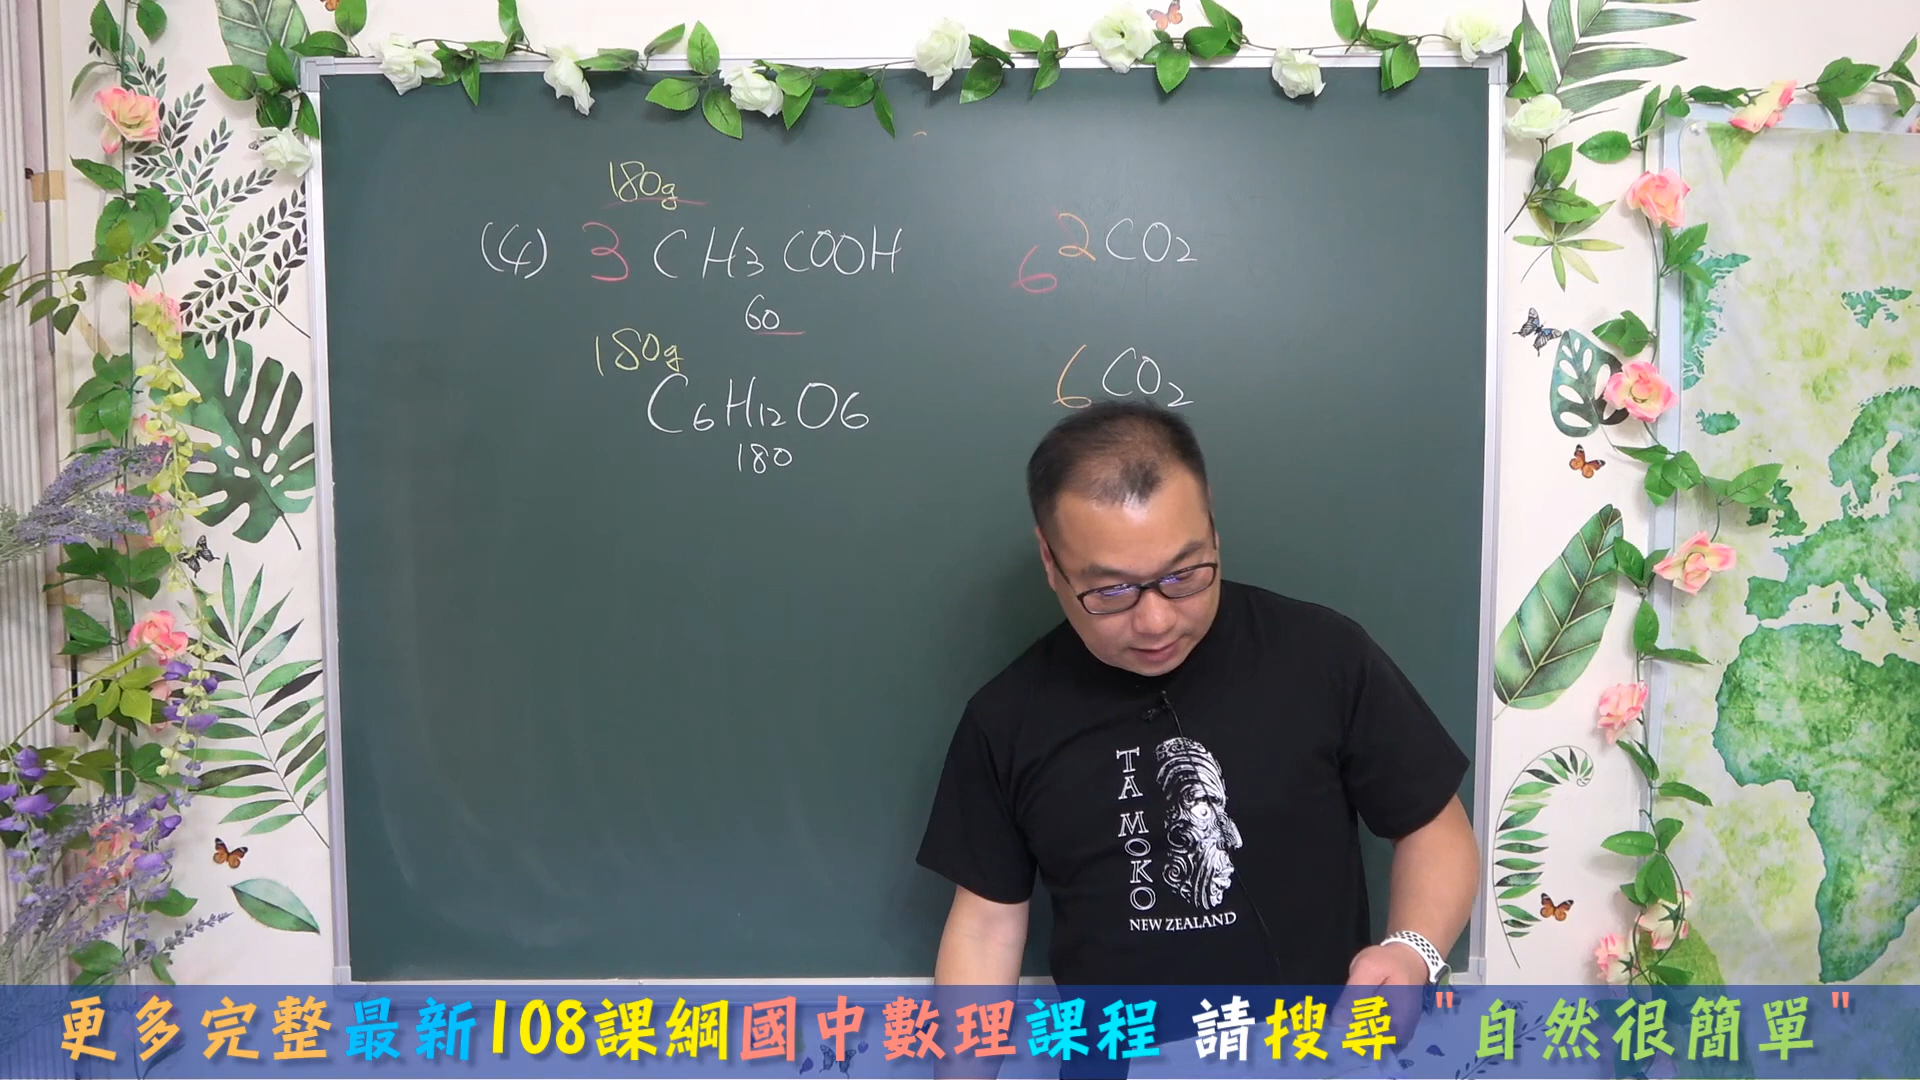 180g
(4) 3 CH3COOH 6 2CO2
60
180g
C6H12O6 6CO2
180
TA MOKO
NEW ZEALAND
更多完整最新108課綱國中數理課程 請搜尋"自然很簡單"